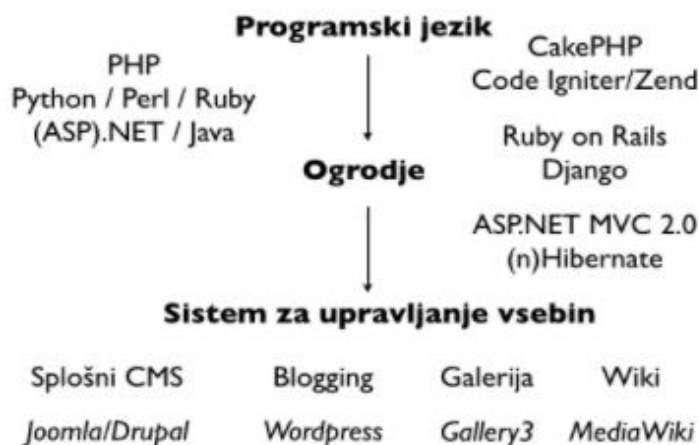 Programski jezik
PHP
Python / Perl / Ruby
(ASP).NET / Java
CakePHP
Code Igniter/Zend
Ruby on Rails
Django
Ogrodje
ASP.NET MVC 2.0
(n)Hibernate
Sistem za upravljanje vsebin
Splošni CMS Blogging Galerija Wiki
Joomla/Drupal Wordpress Gallery3 MediaWiki